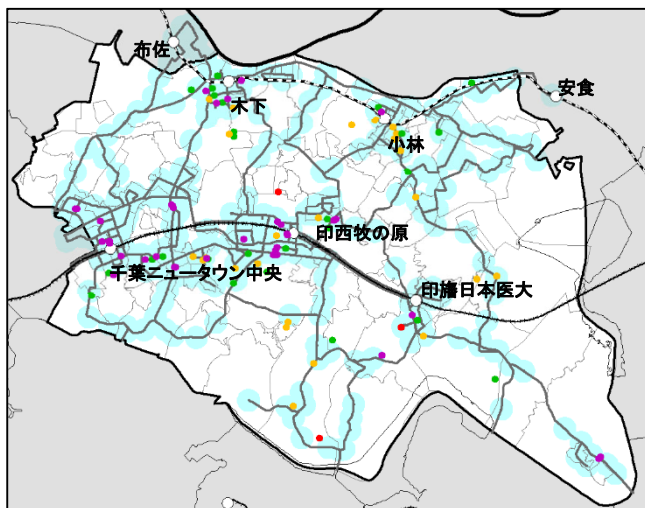 布佐
安食
木下
小林
印西牧の原
千葉ニュータウン中央
印旛日本医大